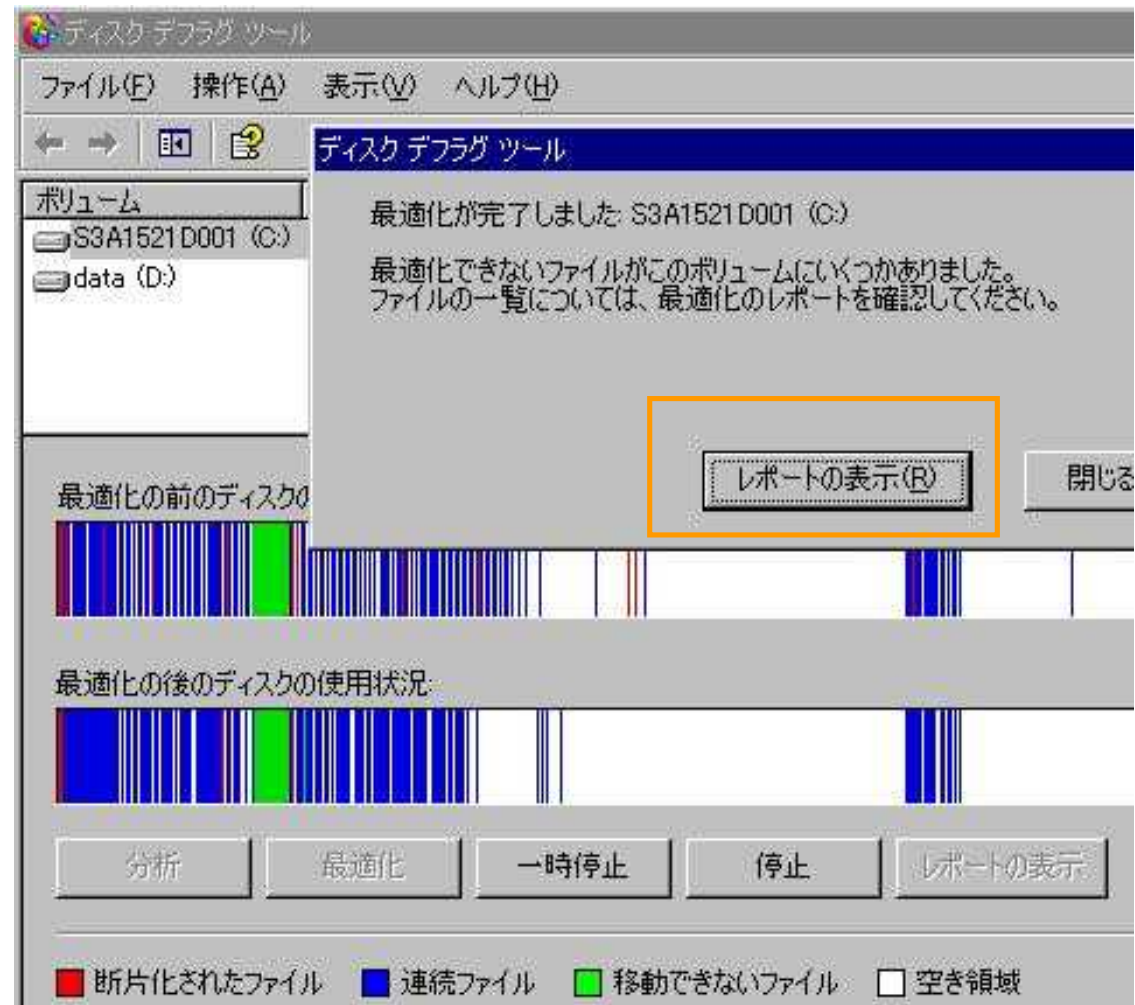 ディスク デフラグ ツール
ファイル(F) 操作(A) 表示(V) ヘルプ(H)
ディスク デフラグ ツール
ボリューム
S3A1521D001 (C:)
data (D:)
最適化が完了しました: S3A1521D001 (C:)
最適化できないファイルがこのボリュームにいくつかありました。
ファイルの一覧については、最適化のレポートを確認してください。
レポートの表示(R) 閉じる
最適化の前のディスクの
最適化の後のディスクの使用状況:
分析 最適化 一時停止 停止 レポートの表示
断片化されたファイル 連続ファイル 移動できないファイル 空き領域